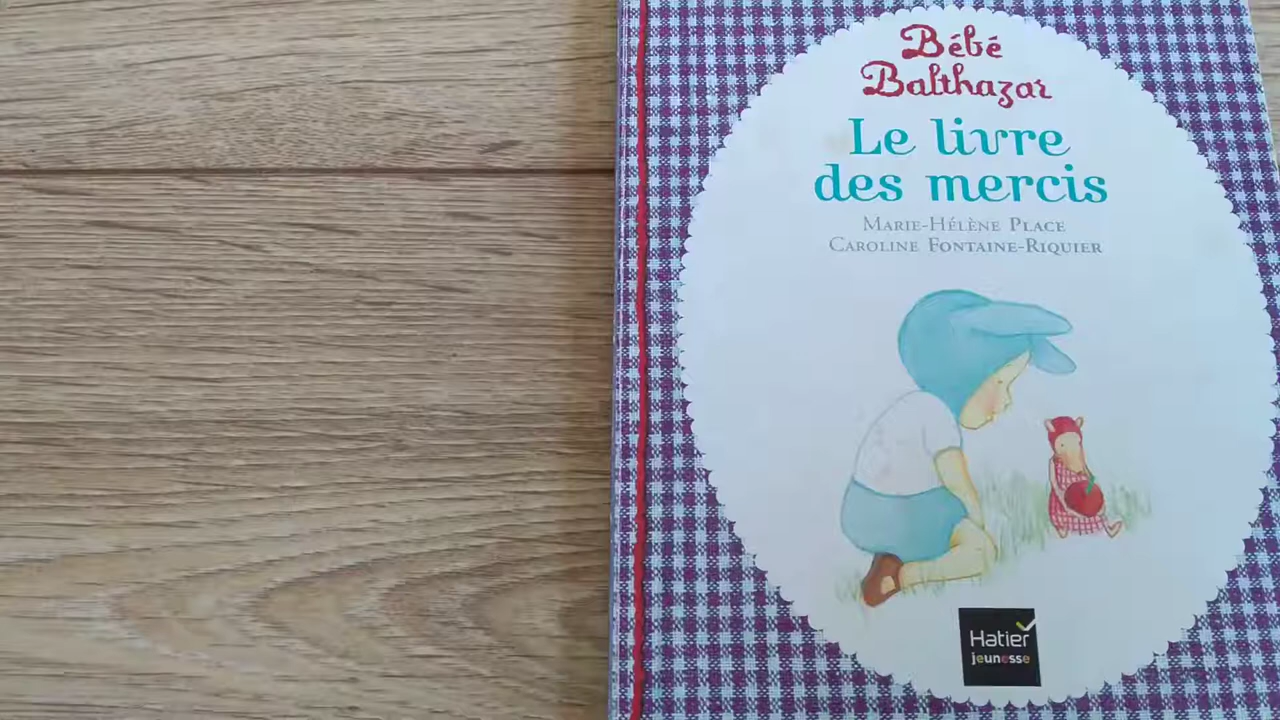 Bébé
Balthazar
Le livre
des mercis
Marie-Hélène Place
Caroline Fontaine-Riquier
Hatier
jeunesse